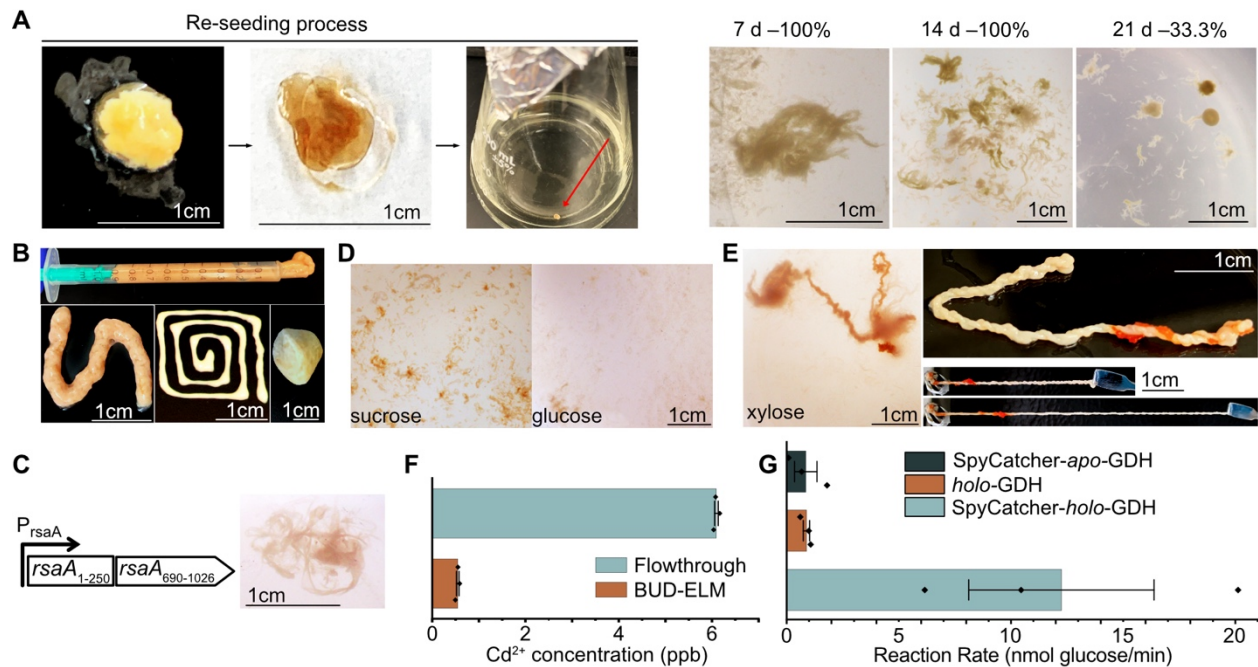 A
Re-seeding process
7 d –100%
14 d –100%
21 d –33.3%
1cm
1cm
1cm
1cm
1cm
B
1cm
1cm
1cm
D
sucrose
glucose
1cm
E
xylose
1cm
1cm
1cm
C
PrsaA
rsaA1-250
rsaA690-1026
1cm
F
Flowthrough
BUD-ELM
0 2 4 6
Cd2+ concentration (ppb)
G
SpyCatcher-apo-GDH
holo-GDH
SpyCatcher-holo-GDH
0 5 10 15 20
Reaction Rate (nmol glucose/min)